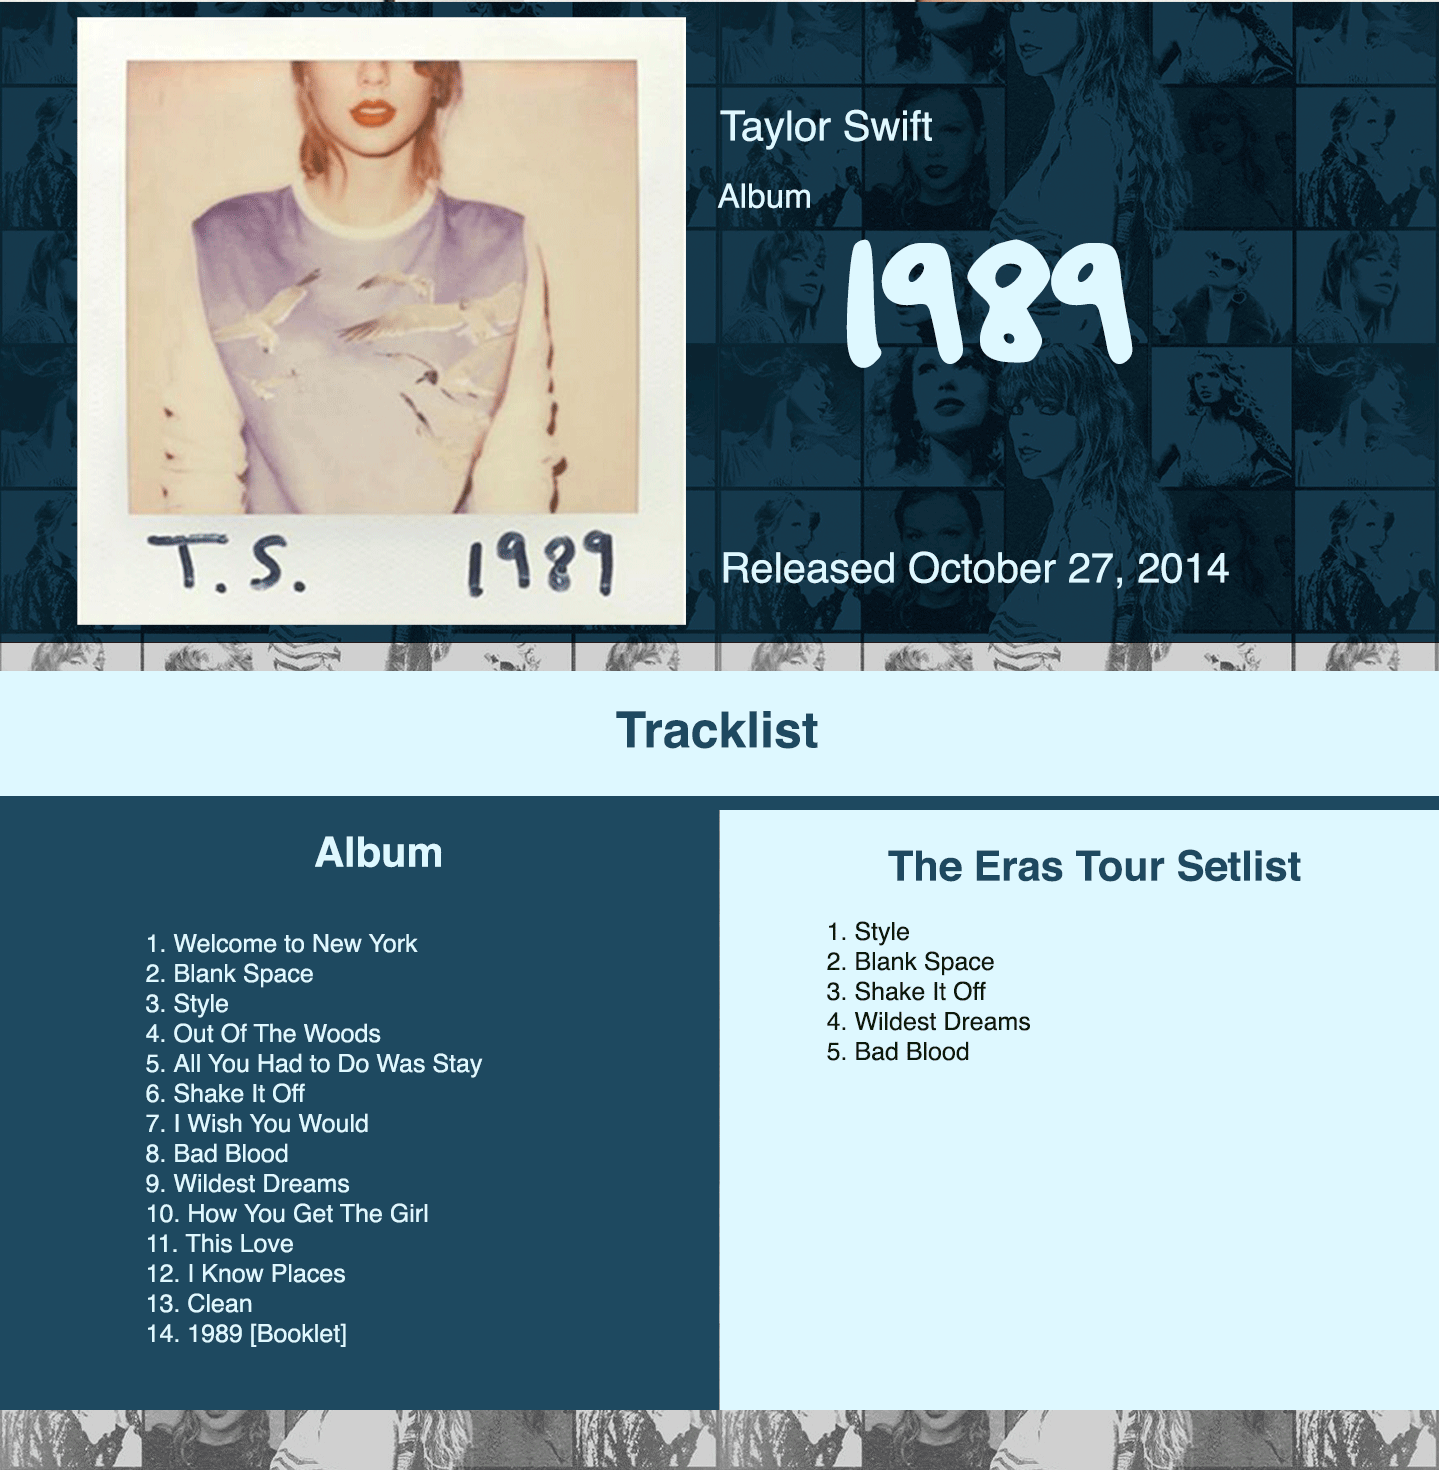 T.S. 1989
Taylor Swift
Album
1989
Released October 27, 2014
Tracklist
Album
1. Welcome to New York
2. Blank Space
3. Style
4. Out Of The Woods
5. All You Had to Do Was Stay
6. Shake It Off
7. I Wish You Would
8. Bad Blood
9. Wildest Dreams
10. How You Get The Girl
11. This Love
12. I Know Places
13. Clean
14. 1989 [Booklet]
The Eras Tour Setlist
1. Style
2. Blank Space
3. Shake It Off
4. Wildest Dreams
5. Bad Blood